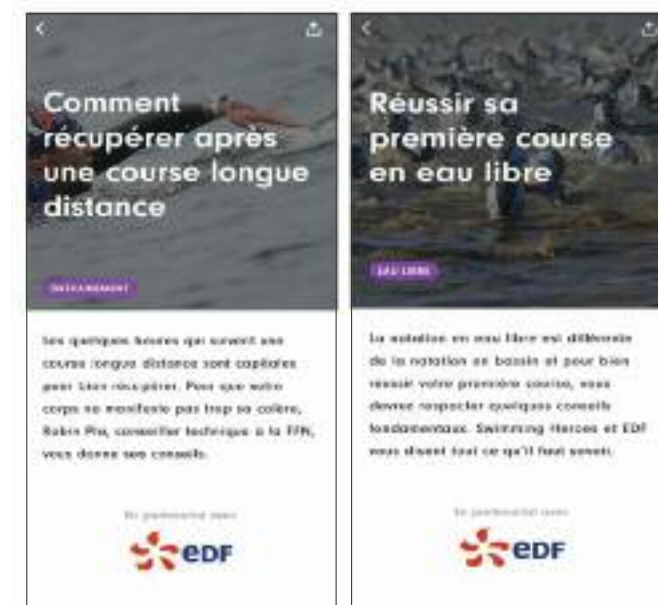 Comment
récupérer après
une course longue
distance
ENTRAINEMENT
Les quelques heures qui suivent une
course longue distance sont capitales
pour bien récupérer. Pour que votre
corps ne manifeste pas trop sa colère,
Robin Pla, conseiller technique à la FFN,
vous donne ses conseils.
En partenariat avec
eDF
Réussir sa
première course
en eau libre
EAU LIBRE
La natation en eau libre est différente
de la natation en bassin et pour bien
réussir votre première course, vous
devrez respecter quelques conseils
fondamentaux. Swimming Heroes et EDF
vous disent tout ce qu'il faut savoir.
En partenariat avec
eDF